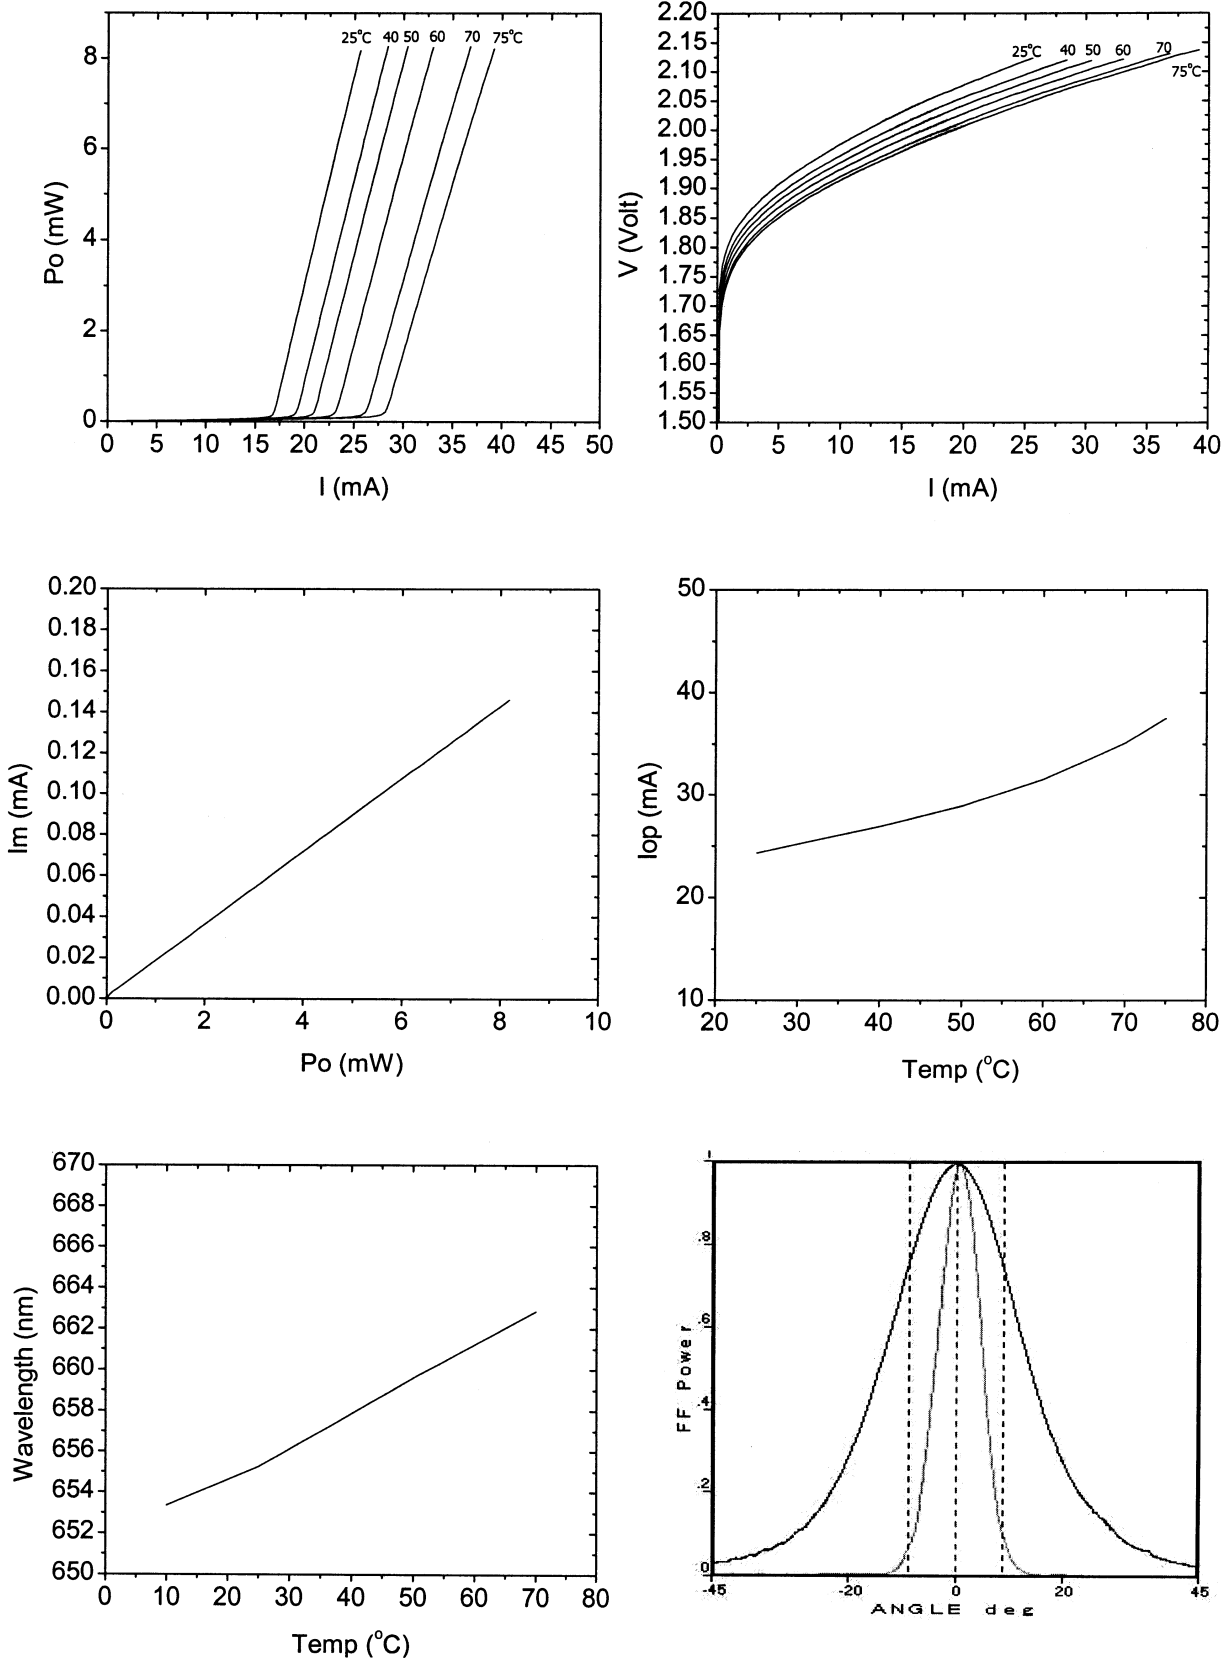 25°C 40 50 60 70 75°C
8
6
4
2
0
Po (mW)
0 5 10 15 20 25 30 35 40 45 50
I (mA)
2.20
2.15
2.10
2.05
2.00
1.95
1.90
1.85
1.80
1.75
1.70
1.65
1.60
1.55
1.50
V (Volt)
25°C 40 50 60 70
75°C
0 5 10 15 20 25 30 35 40
I (mA)
0.20
0.18
0.16
0.14
0.12
0.10
0.08
0.06
0.04
0.02
0.00
Im (mA)
0 2 4 6 8 10
Po (mW)
50
40
30
20
10
Iop (mA)
20 30 40 50 60 70 80
Temp (°C)
670
668
666
664
662
660
658
656
654
652
650
Wavelength (nm)
0 10 20 30 40 50 60 70 80
Temp (°C)
1
.8
.6
.4
.2
.0
FF Power
-45 -20 0 20 45
ANGLE deg